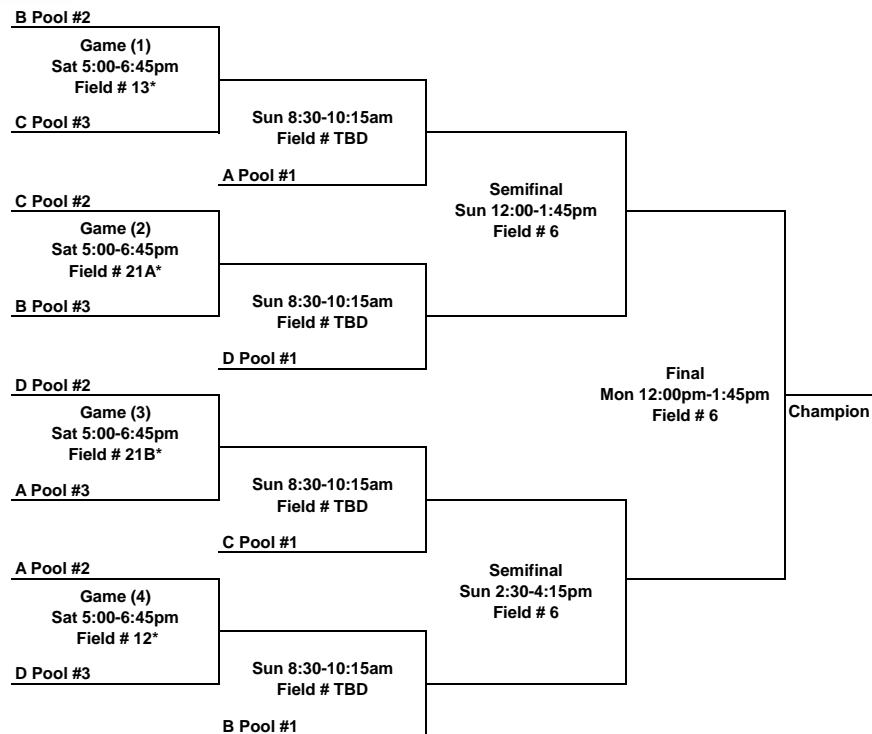 B Pool #2
Game (1)
Sat 5:00-6:45pm
Field # 13*
C Pool #3
Sun 8:30-10:15am
Field # TBD
A Pool #1
C Pool #2
Game (2)
Sat 5:00-6:45pm
Field # 21A*
B Pool #3
Sun 8:30-10:15am
Field # TBD
D Pool #1
Semifinal
Sun 12:00-1:45pm
Field # 6
D Pool #2
Game (3)
Sat 5:00-6:45pm
Field # 21B*
A Pool #3
Sun 8:30-10:15am
Field # TBD
C Pool #1
A Pool #2
Game (4)
Sat 5:00-6:45pm
Field # 12*
D Pool #3
Sun 8:30-10:15am
Field # TBD
B Pool #1
Semifinal
Sun 2:30-4:15pm
Field # 6
Final
Mon 12:00pm-1:45pm
Field # 6
Champion